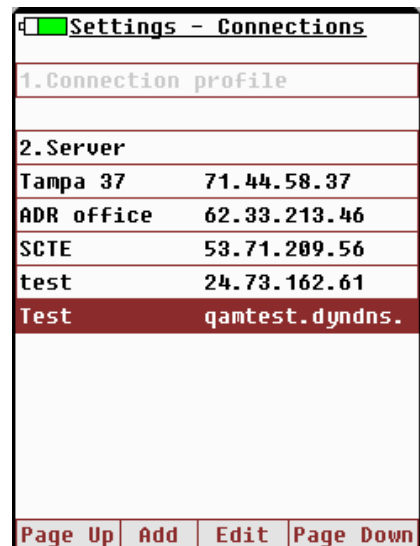 Settings - Connections
1.Connection profile
2.Server
Tampa 37 71.44.58.37
ADR office 62.33.213.46
SCTE 53.71.209.56
test 24.73.162.61
Test qamtest.dyndns.
Page Up Add Edit Page Down